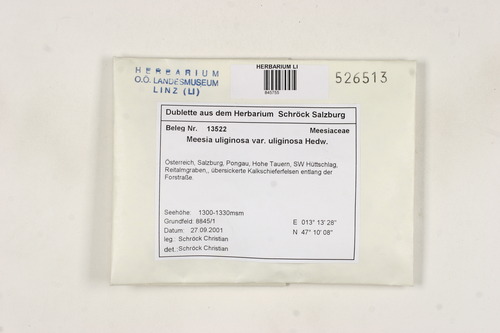 HERBARIUM
O.Ö. LANDESMUSEUM
LINZ (LI)
HERBARIUM LI
845755
526513
Dublette aus dem Herbarium Schröck Salzburg
Beleg Nr. 13522 Meesiaceae
Meesia uliginosa var. uliginosa Hedw.
Österreich, Salzburg, Pongau, Hohe Tauern, SW Hüttschlag,
Reitalmgraben,, übersickerte Kalkschieferfelsen entlang der
Forstraße.
Seehöhe: 1300-1330msm
Grundfeld: 8845/1 E 013° 13' 28"
Datum: 27.09.2001 N 47° 10' 08"
leg.: Schröck Christian
det.: Schröck Christian